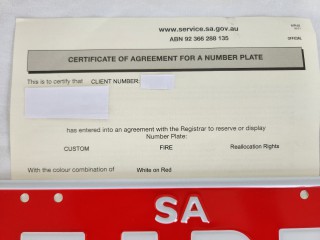 www.service.sa.gov.au
ABN 92 366 288 135
OFFICIAL
CERTIFICATE OF AGREEMENT FOR A NUMBER PLATE
This is to certify that CLIENT NUMBER:
has entered into an agreement with the Registrar to reserve or display
Number Plate:
CUSTOM FIRE Reallocation Rights
With the colour combination of White on Red
SA